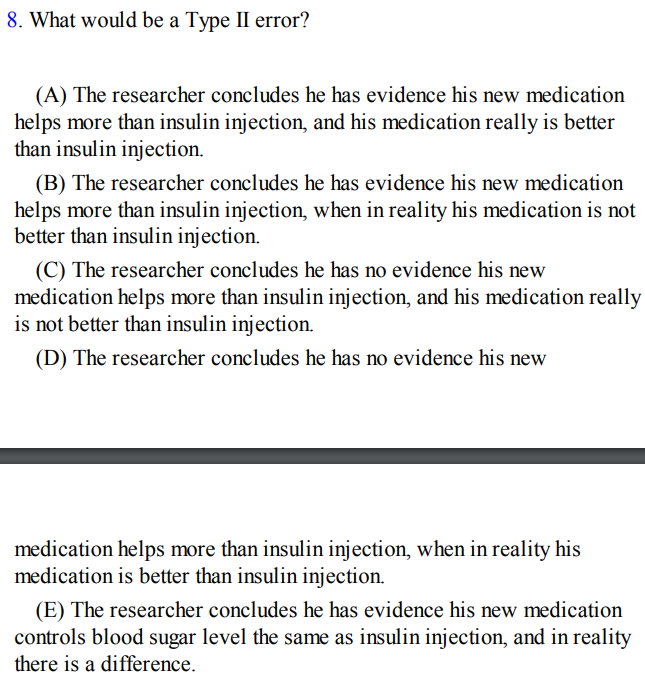 8. What would be a Type II error?
(A) The researcher concludes he has evidence his new medication
helps more than insulin injection, and his medication really is better
than insulin injection.
(B) The researcher concludes he has evidence his new medication
helps more than insulin injection, when in reality his medication is not
better than insulin injection.
(C) The researcher concludes he has no evidence his new
medication helps more than insulin injection, and his medication really
is not better than insulin injection.
(D) The researcher concludes he has no evidence his new
medication helps more than insulin injection, when in reality his
medication is better than insulin injection.
(E) The researcher concludes he has evidence his new medication
controls blood sugar level the same as insulin injection, and in reality
there is a difference.